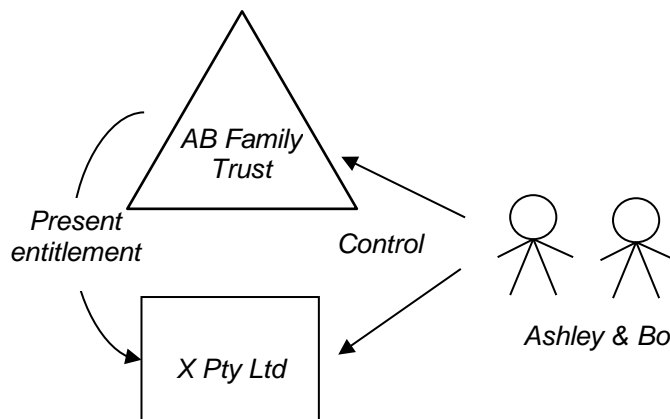 AB Family
Trust
Present
entitlement
Control
X Pty Ltd
Ashley & Bo